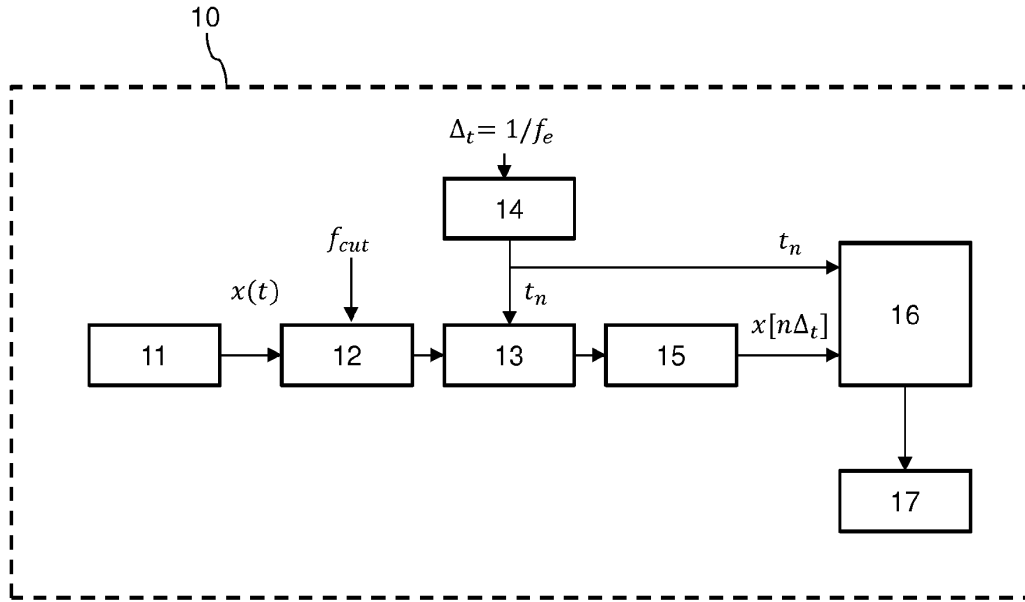 10
Δ_t = 1/f_e
14
f_cut
t_n
x(t)
t_n
x[nΔ_t]
16
11
12
13
15
17